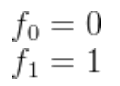 f₀ = 0
f₁ = 1